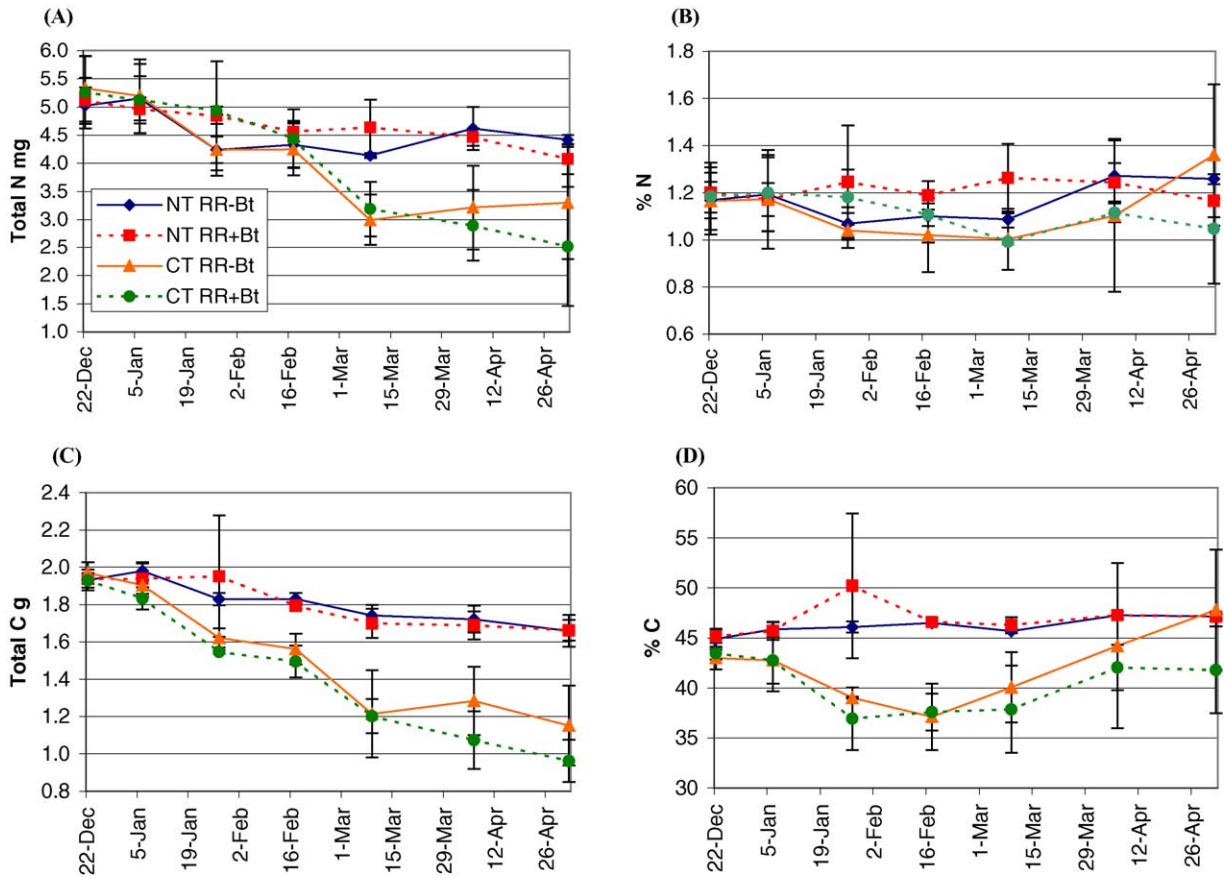 (A)
Total N mg
6.0
5.5
5.0
4.5
4.0
3.5
3.0
2.5
2.0
1.5
1.0
NT RR-Bt
NT RR+Bt
CT RR-Bt
CT RR+Bt
22-Dec
5-Jan
19-Jan
2-Feb
16-Feb
1-Mar
15-Mar
29-Mar
12-Apr
26-Apr
(B)
% N
1.8
1.6
1.4
1.2
1.0
0.8
0.6
22-Dec
5-Jan
19-Jan
2-Feb
16-Feb
1-Mar
15-Mar
29-Mar
12-Apr
26-Apr
(C)
Total C g
2.4
2.2
2.0
1.8
1.6
1.4
1.2
1.0
0.8
22-Dec
5-Jan
19-Jan
2-Feb
16-Feb
1-Mar
15-Mar
29-Mar
12-Apr
26-Apr
(D)
% C
60
55
50
45
40
35
30
22-Dec
5-Jan
19-Jan
2-Feb
16-Feb
1-Mar
15-Mar
29-Mar
12-Apr
26-Apr